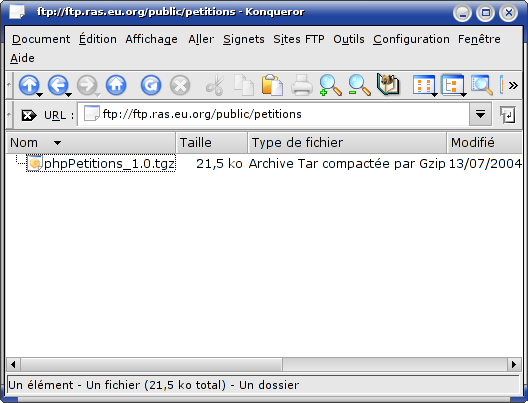 ftp://ftp.ras.eu.org/public/petitions - Konqueror
Document Édition Affichage Aller Signets Sites FTP Outils Configuration Fenêtre
Aide
URL : ftp://ftp.ras.eu.org/public/petitions
Nom Taille Type de fichier Modifié
phpPetitions_1.0.tgz 21,5 ko Archive Tar compactée par Gzip 13/07/2004
Un élément - Un fichier (21,5 ko total) - Un dossier